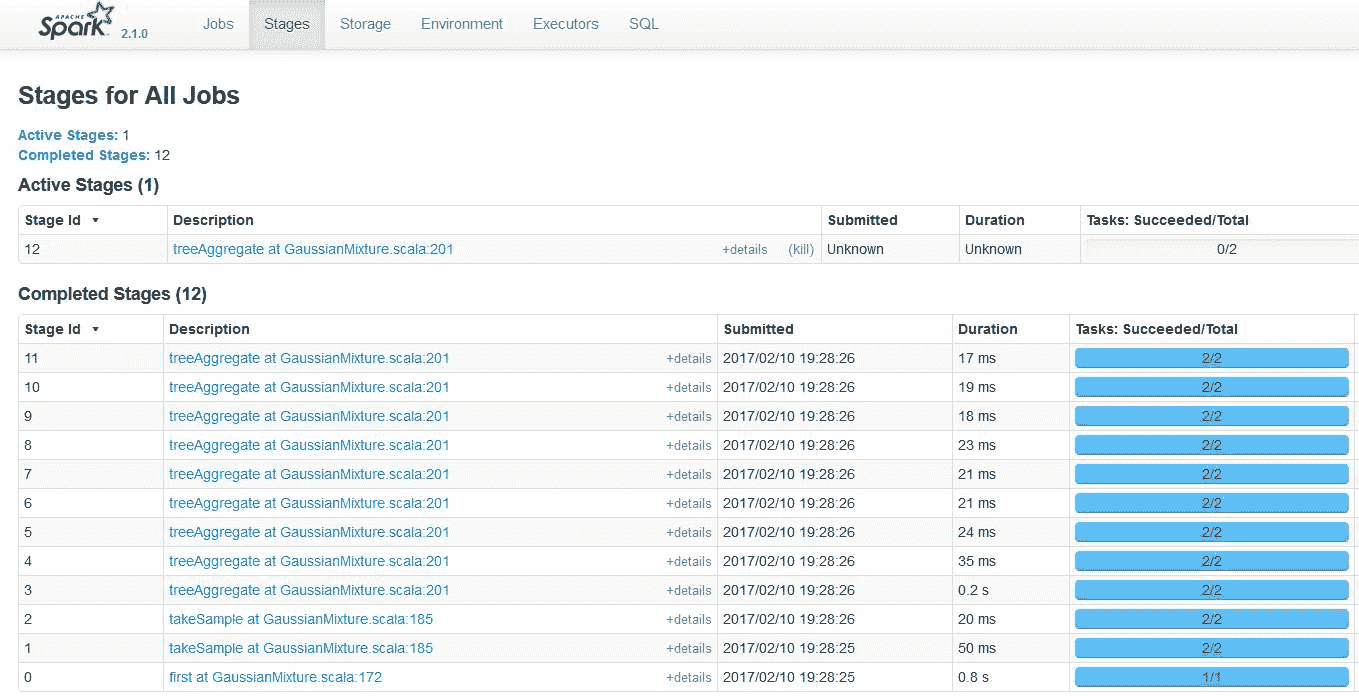 APACHE Spark 2.1.0 Jobs Stages Storage Environment Executors SQL
Stages for All Jobs
Active Stages: 1
Completed Stages: 12
Active Stages (1)
Stage Id ▾ Description Submitted Duration Tasks: Succeeded/Total
12 treeAggregate at GaussianMixture.scala:201 +details (kill) Unknown Unknown 0/2
Completed Stages (12)
Stage Id ▾ Description Submitted Duration Tasks: Succeeded/Total
11 treeAggregate at GaussianMixture.scala:201 +details 2017/02/10 19:28:26 17 ms 2/2
10 treeAggregate at GaussianMixture.scala:201 +details 2017/02/10 19:28:26 19 ms 2/2
9 treeAggregate at GaussianMixture.scala:201 +details 2017/02/10 19:28:26 18 ms 2/2
8 treeAggregate at GaussianMixture.scala:201 +details 2017/02/10 19:28:26 23 ms 2/2
7 treeAggregate at GaussianMixture.scala:201 +details 2017/02/10 19:28:26 21 ms 2/2
6 treeAggregate at GaussianMixture.scala:201 +details 2017/02/10 19:28:26 21 ms 2/2
5 treeAggregate at GaussianMixture.scala:201 +details 2017/02/10 19:28:26 24 ms 2/2
4 treeAggregate at GaussianMixture.scala:201 +details 2017/02/10 19:28:26 35 ms 2/2
3 treeAggregate at GaussianMixture.scala:201 +details 2017/02/10 19:28:26 0.2 s 2/2
2 takeSample at GaussianMixture.scala:185 +details 2017/02/10 19:28:26 20 ms 2/2
1 takeSample at GaussianMixture.scala:185 +details 2017/02/10 19:28:25 50 ms 2/2
0 first at GaussianMixture.scala:172 +details 2017/02/10 19:28:25 0.8 s 1/1